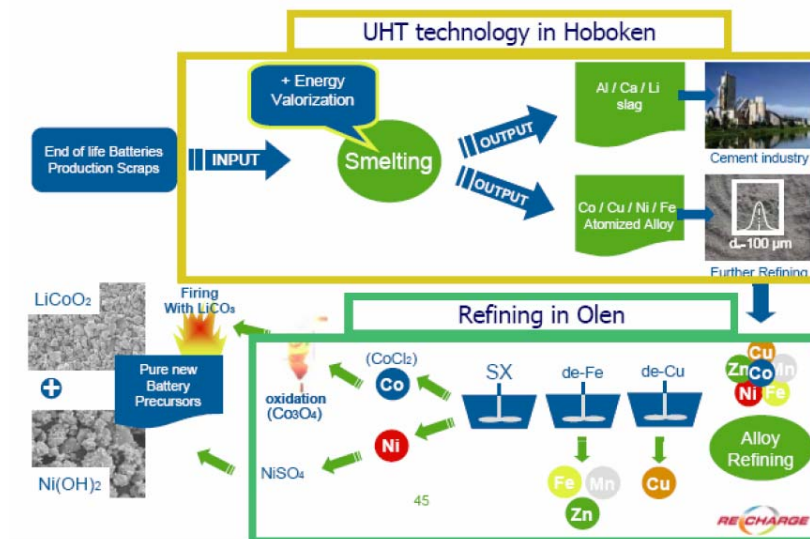 UHT technology in Hoboken
+ Energy
Valorization
End of life Batteries
Production Scraps
INPUT
Smelting
OUTPUT
OUTPUT
Al / Ca / Li
slag
Cement industry
Co / Cu / Ni / Fe
Atomized Alloy
d₋100 µm
Further Refining
Refining in Olen
LiCoO₂
Firing
With LiCO₃
Pure new
Battery
Precursors
Ni(OH)₂
oxidation
(Co₃O₄)
(CoCl₂)
Co
Ni
NiSO₄
SX
de-Fe
de-Cu
Fe
Mn
Zn
Cu
Cu
Zn
Mn
Co
Ni
Fe
Alloy
Refining
45
RECHARGE